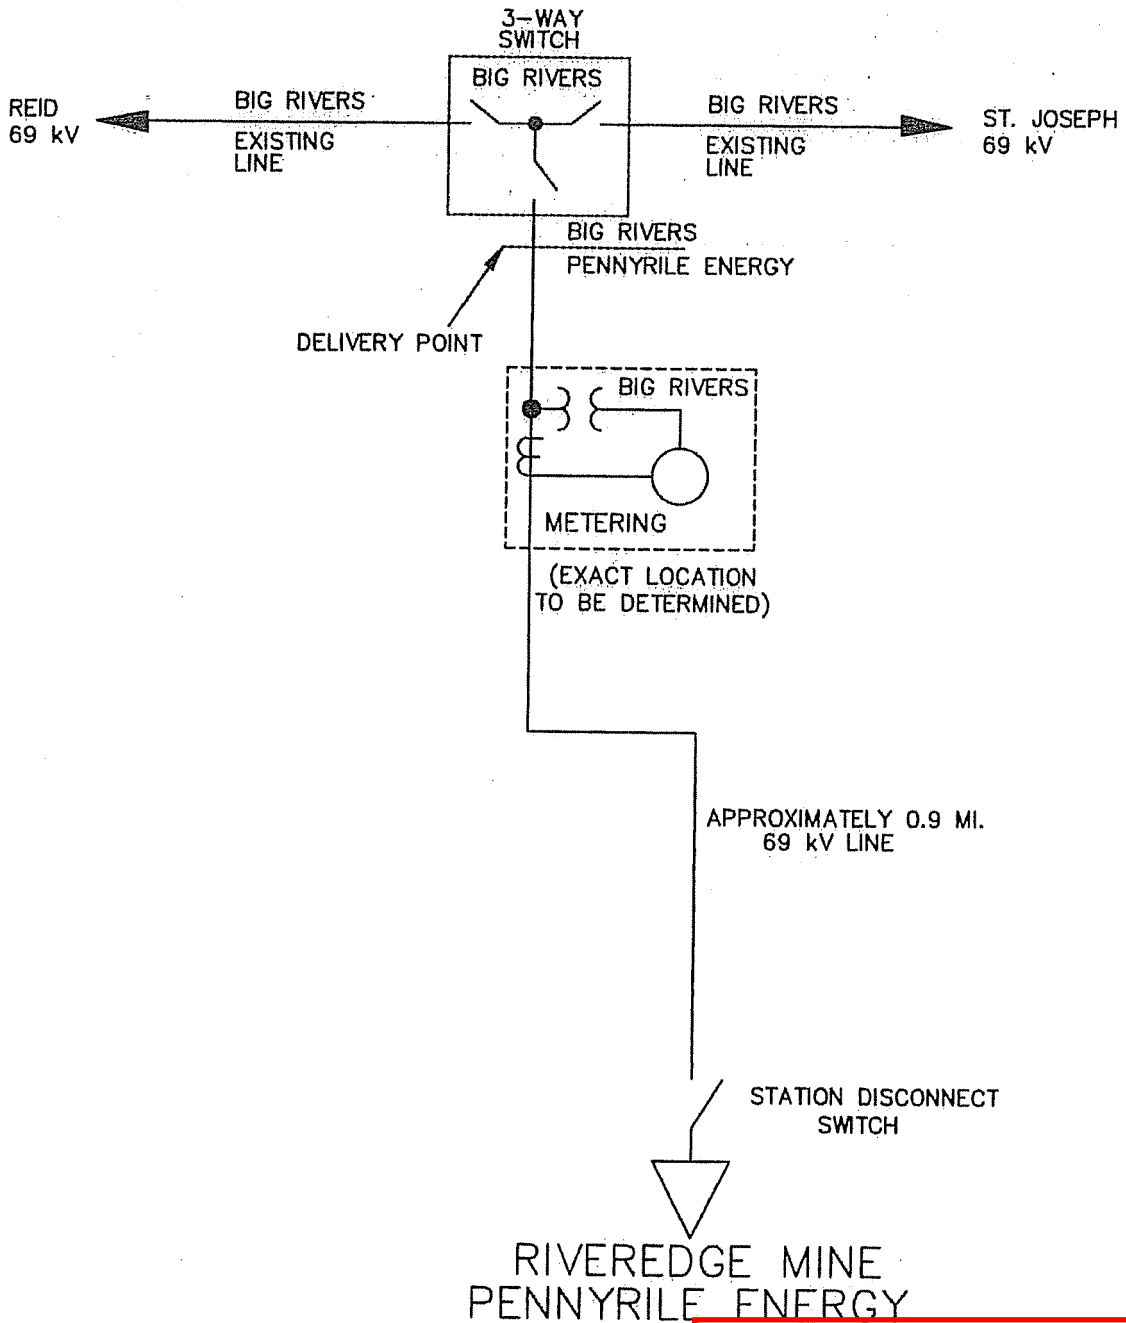 3-WAY
SWITCH
BIG RIVERS
REID
69 kV
BIG RIVERS
EXISTING
LINE
BIG RIVERS
EXISTING
LINE
ST. JOSEPH
69 kV
BIG RIVERS
PENNYRILE ENERGY
DELIVERY POINT
BIG RIVERS
METERING
(EXACT LOCATION
TO BE DETERMINED)
APPROXIMATELY 0.9 MI.
69 kV LINE
STATION DISCONNECT
SWITCH
RIVEREDGE MINE
PENNYRILE ENERGY